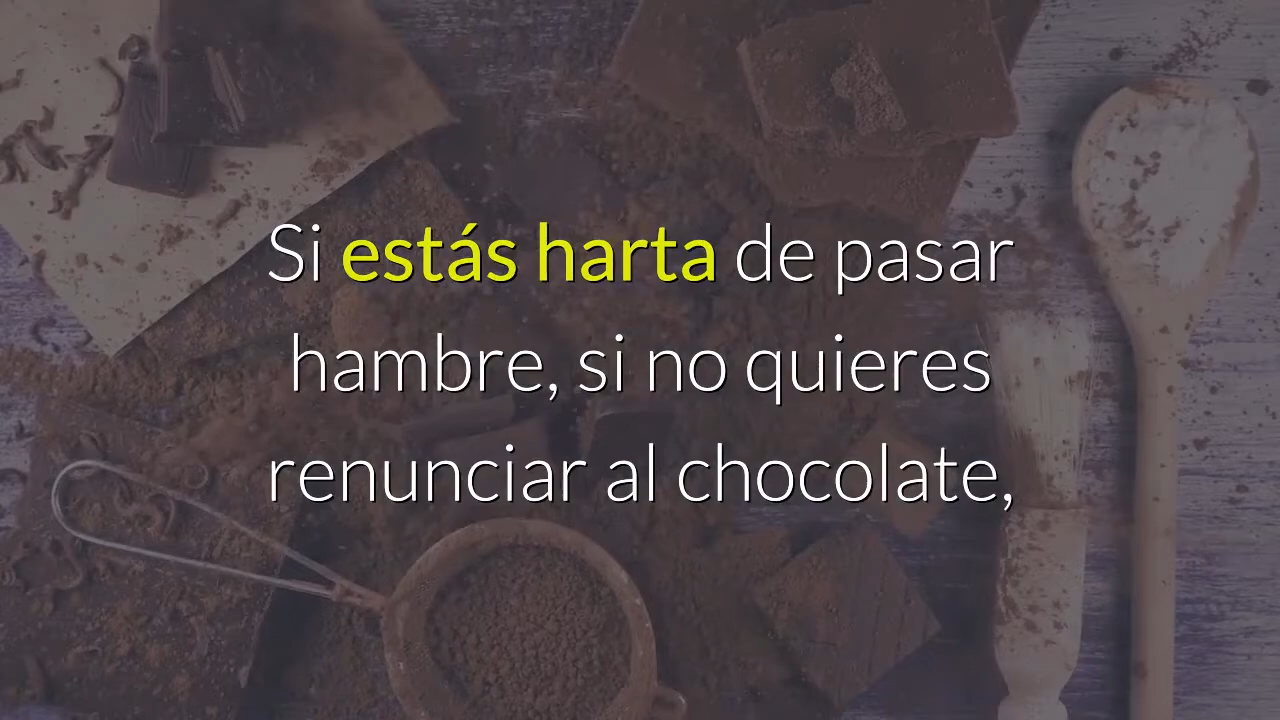 Si estás harta de pasar
hambre, si no quieres
renunciar al chocolate,